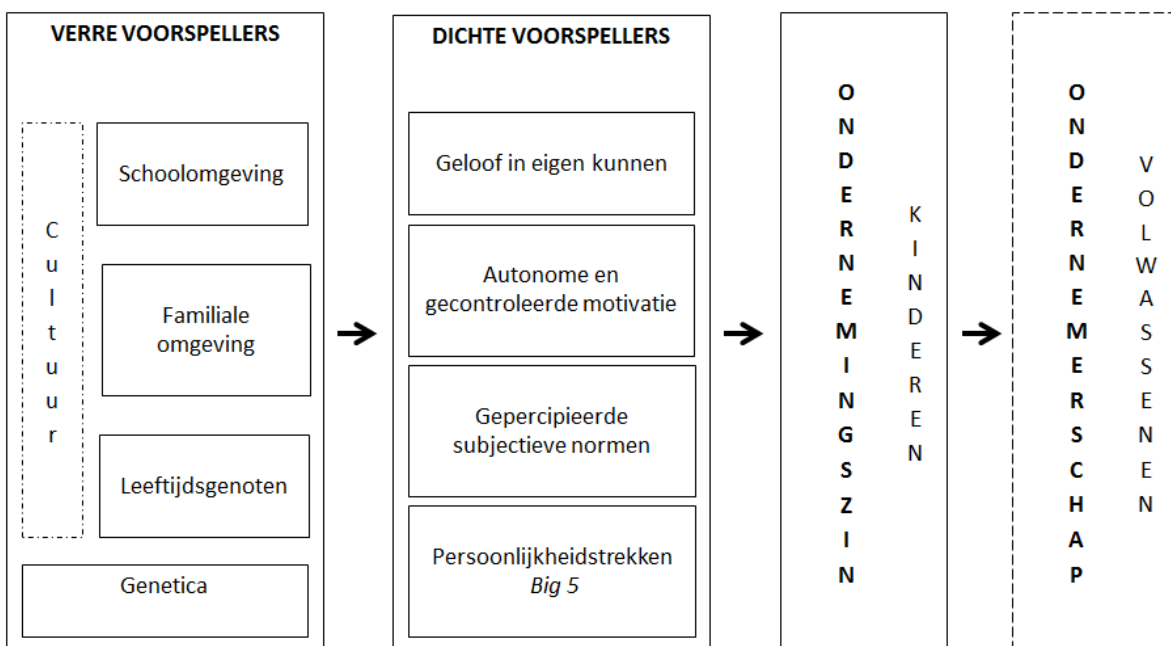 VERRE VOORSPELLERS
Cultuur
Schoolomgeving
Familiale
omgeving
Leeftijdsgenoten
Genetica
DICHTE VOORSPELLERS
Geloof in eigen kunnen
Autonome en
gecontroleerde motivatie
Gepercipieerde
subjectieve normen
Persoonlijkheidstrekken
Big 5
ONDERNEMINGSZIN
KINDEREN
ONDERNEMERSCHAP
VOLWASSENEN